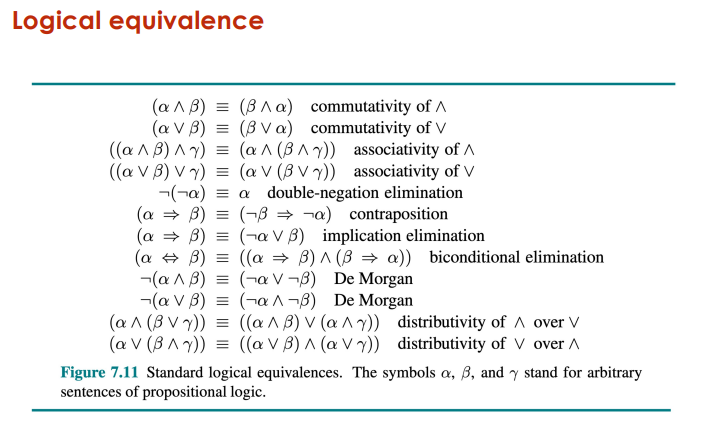 Logical equivalence
(α ∧ β) ≡ (β ∧ α) commutativity of ∧
(α ∨ β) ≡ (β ∨ α) commutativity of ∨
((α ∧ β) ∧ γ) ≡ (α ∧ (β ∧ γ)) associativity of ∧
((α ∨ β) ∨ γ) ≡ (α ∨ (β ∨ γ)) associativity of ∨
¬(¬α) ≡ α double-negation elimination
(α ⇒ β) ≡ (¬β ⇒ ¬α) contraposition
(α ⇒ β) ≡ (¬α ∨ β) implication elimination
(α ⇔ β) ≡ ((α ⇒ β) ∧ (β ⇒ α)) biconditional elimination
¬(α ∧ β) ≡ (¬α ∨ ¬β) De Morgan
¬(α ∨ β) ≡ (¬α ∧ ¬β) De Morgan
(α ∧ (β ∨ γ)) ≡ ((α ∧ β) ∨ (α ∧ γ)) distributivity of ∧ over ∨
(α ∨ (β ∧ γ)) ≡ ((α ∨ β) ∧ (α ∨ γ)) distributivity of ∨ over ∧
Figure 7.11 Standard logical equivalences. The symbols α, β, and γ stand for arbitrary
sentences of propositional logic.